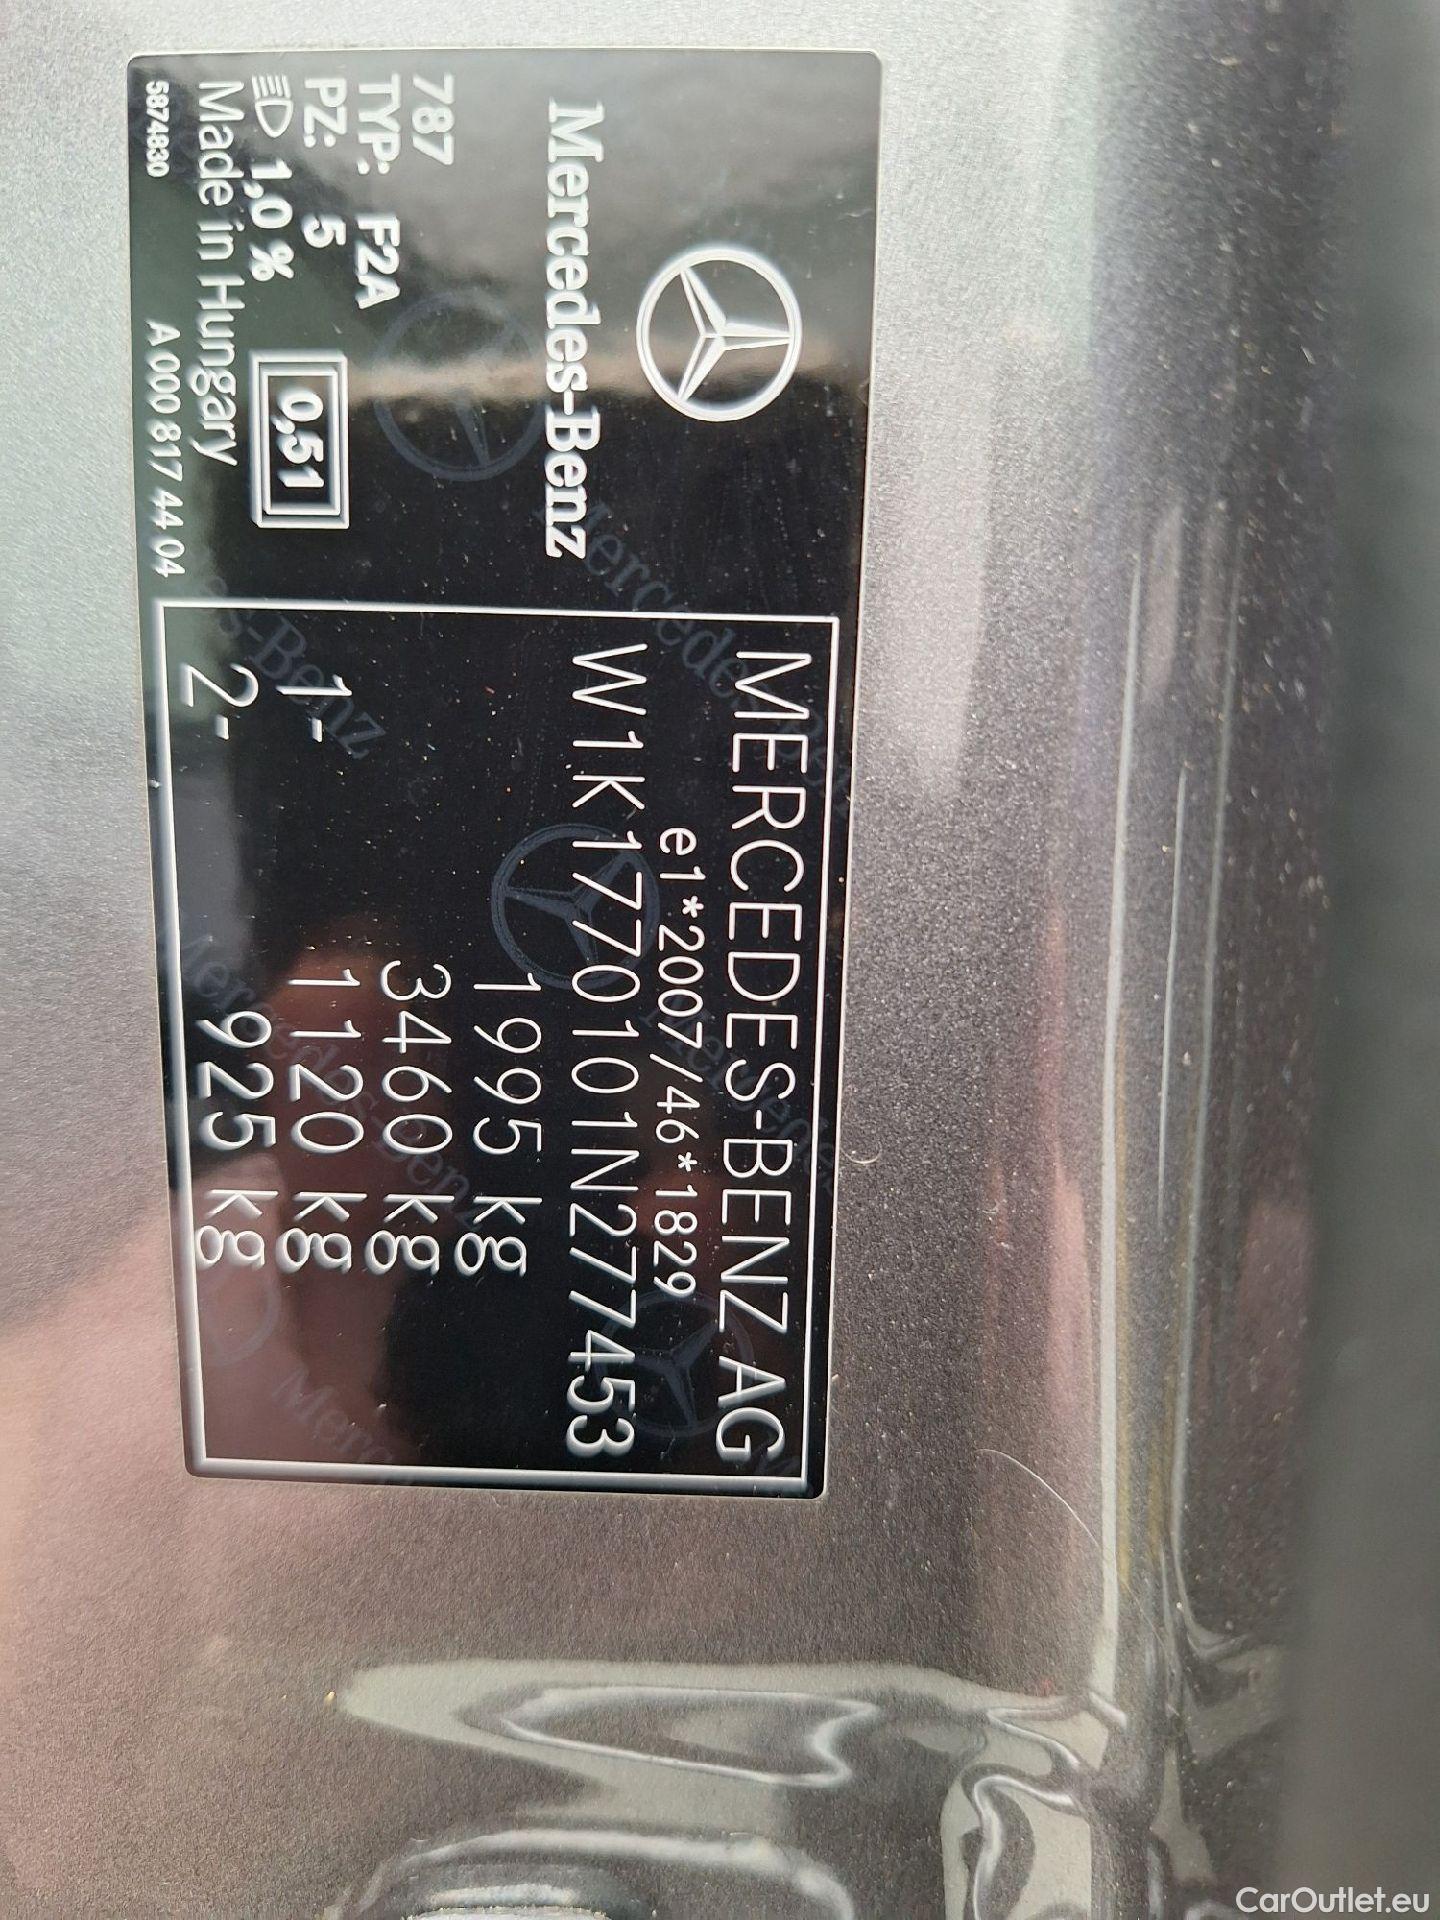 Mercedes-Benz
787
TYP: F2A
PZ: 5
1,0 %
0,51
Made in Hungary
5874830
A 000 817 44 04
MERCEDES-BENZ AG
e1*2007/46*1829
W1K1770101N277453
1995 kg
3460 kg
1- 1120 kg
2- 925 kg
CarOutlet.eu